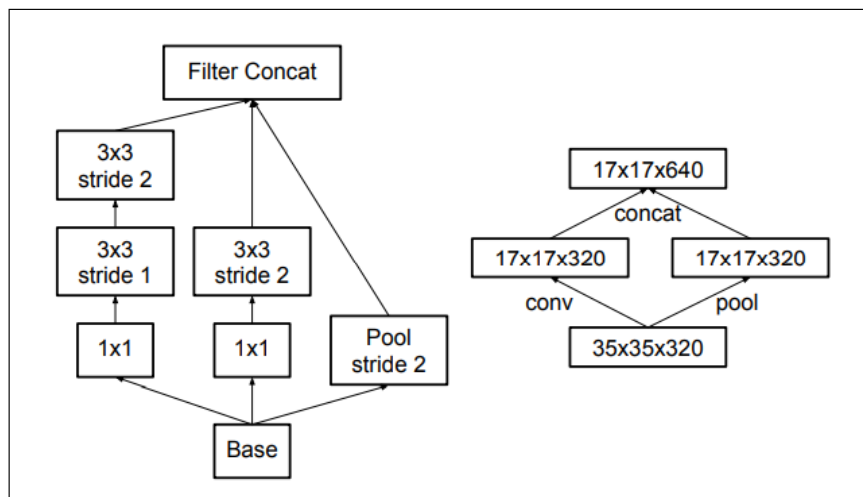 Filter Concat
3x3
stride 2
3x3
stride 1
3x3
stride 2
1x1
1x1
Pool
stride 2
Base
17x17x640
concat
17x17x320
17x17x320
conv
pool
35x35x320